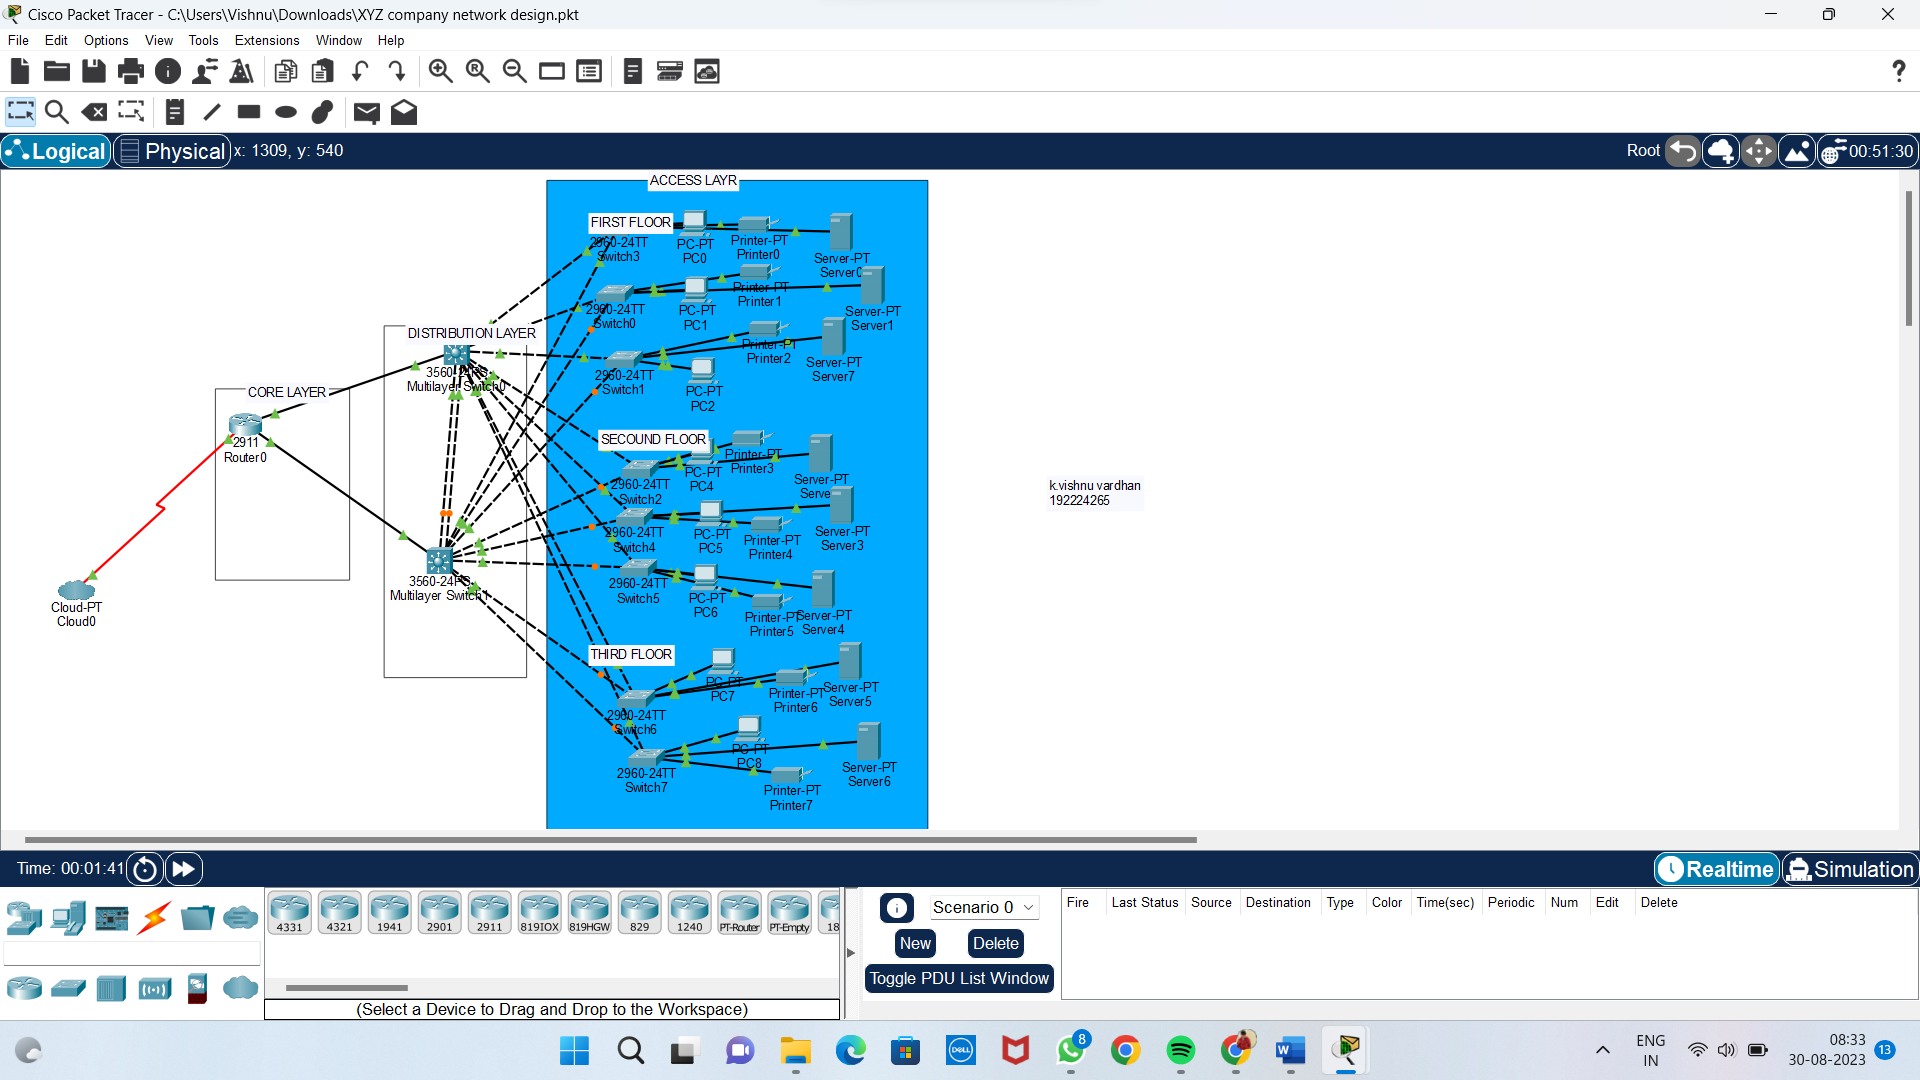 Cisco Packet Tracer - C:\Users\Vishnu\Downloads\XYZ company network design.pkt
File Edit Options View Tools Extensions Window Help
Logical Physical x: 1309, y: 540
Root 00:51:30
ACCESS LAYR
FIRST FLOOR
2960-24TT
Switch3
PC-PT
PC0
Printer-PT
Printer0
Server-PT
Server0
2960-24TT
Switch0
PC-PT
PC1
Printer-PT
Printer1
Server-PT
Server1
2960-24TT
Switch1
PC-PT
PC2
Printer-PT
Printer2
Server-PT
Server7
DISTRIBUTION LAYER
3560-24PS
Multilayer Switch0
CORE LAYER
2911
Router0
SECOUND FLOOR
2960-24TT
Switch2
PC-PT
PC4
Printer-PT
Printer3
Server-PT
Serve
k.vishnu vardhan
192224265
2960-24TT
Switch4
PC-PT
PC5
Printer-PT
Printer4
Server-PT
Server3
2960-24TT
Switch5
PC-PT
PC6
Printer-PT
Printer5
Server-PT
Server4
3560-24PS
Multilayer Switch1
Cloud-PT
Cloud0
THIRD FLOOR
2960-24TT
Switch6
PC-PT
PC7
Printer-PT
Printer6
Server-PT
Server5
2960-24TT
Switch7
PC-PT
PC8
Printer-PT
Printer7
Server-PT
Server6
Time: 00:01:41
Realtime Simulation
4331 4321 1941 2901 2911 819IOX 819HGW 829 1240 PT-Router PT-Empty 18
(Select a Device to Drag and Drop to the Workspace)
Scenario 0
New Delete
Toggle PDU List Window
Fire Last Status Source Destination Type Color Time(sec) Periodic Num Edit Delete
DELL
8
ENG
IN
08:33
30-08-2023
13